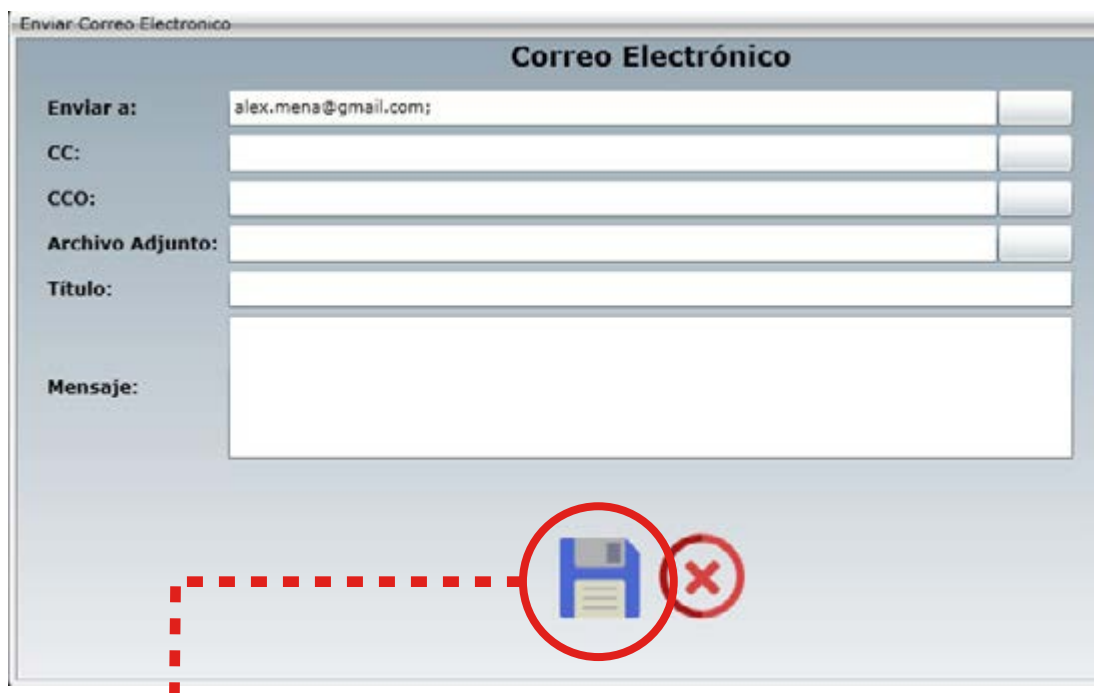 Enviar Correo Electronico
Correo Electrónico
Enviar a: alex.mena@gmail.com;
CC:
CCO:
Archivo Adjunto:
Título:
Mensaje: